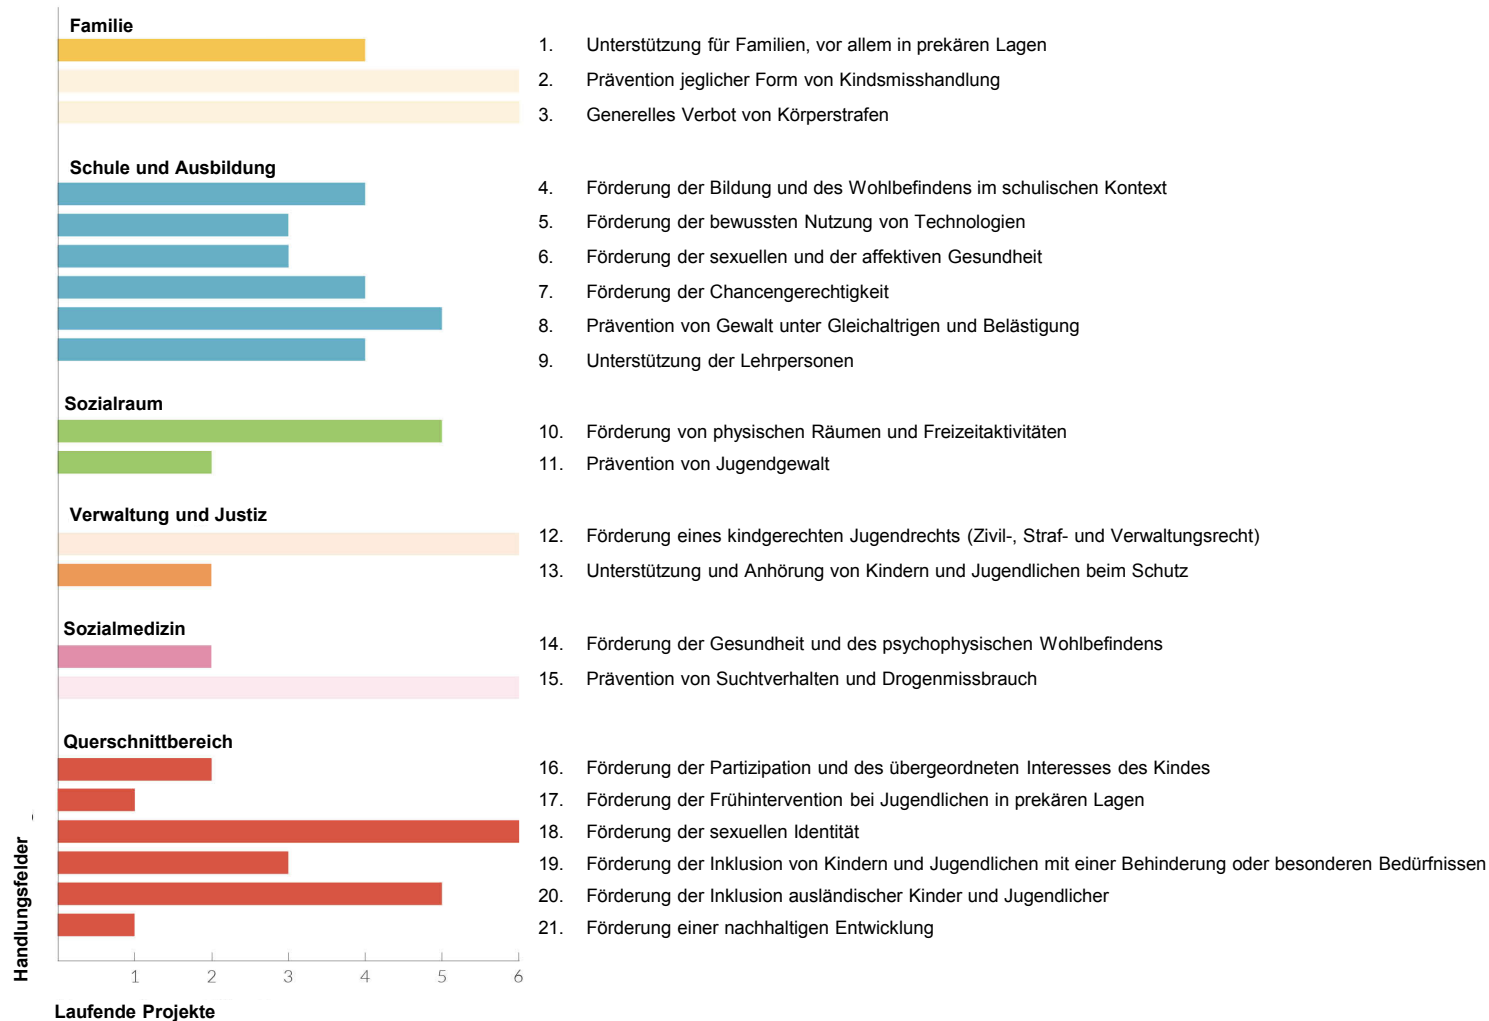 Familie
1. Unterstützung für Familien, vor allem in prekären Lagen
2. Prävention jeglicher Form von Kindsmisshandlung
3. Generelles Verbot von Körperstrafen
Schule und Ausbildung
4. Förderung der Bildung und des Wohlbefindens im schulischen Kontext
5. Förderung der bewussten Nutzung von Technologien
6. Förderung der sexuellen und der affektiven Gesundheit
7. Förderung der Chancengerechtigkeit
8. Prävention von Gewalt unter Gleichaltrigen und Belästigung
9. Unterstützung der Lehrpersonen
Sozialraum
10. Förderung von physischen Räumen und Freizeitaktivitäten
11. Prävention von Jugendgewalt
Verwaltung und Justiz
12. Förderung eines kindgerechten Jugendrechts (Zivil-, Straf- und Verwaltungsrecht)
13. Unterstützung und Anhörung von Kindern und Jugendlichen beim Schutz
Sozialmedizin
14. Förderung der Gesundheit und des psychophysischen Wohlbefindens
15. Prävention von Suchtverhalten und Drogenmissbrauch
Querschnittbereich
16. Förderung der Partizipation und des übergeordneten Interesses des Kindes
17. Förderung der Frühintervention bei Jugendlichen in prekären Lagen
18. Förderung der sexuellen Identität
19. Förderung der Inklusion von Kindern und Jugendlichen mit einer Behinderung oder besonderen Bedürfnissen
20. Förderung der Inklusion ausländischer Kinder und Jugendlicher
21. Förderung einer nachhaltigen Entwicklung
Handlungsfelder
1 2 3 4 5 6
Laufende Projekte